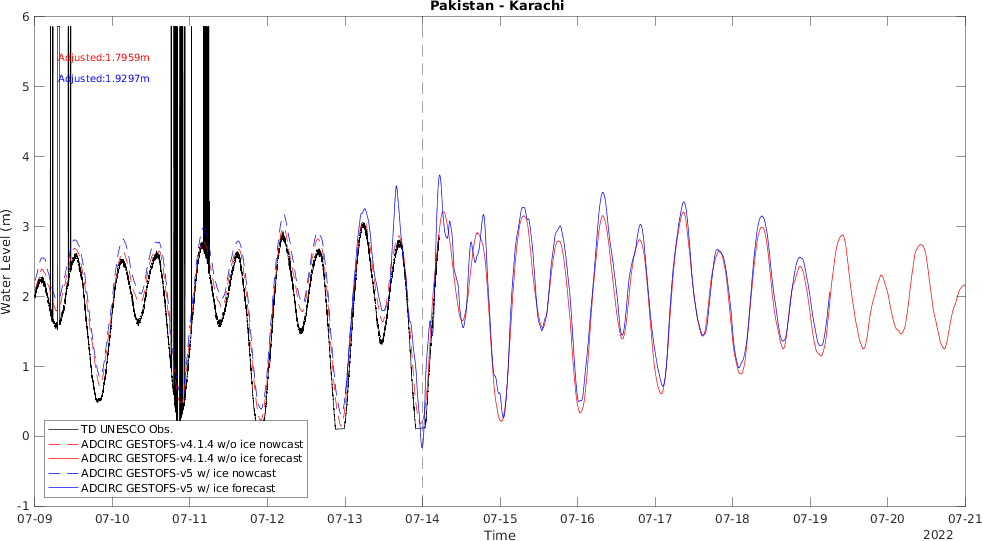 Pakistan - Karachi
6
5
4
3
2
1
0
-1
Water Level (m)
Adjusted:1.7959m
Adjusted:1.9297m
TD UNESCO Obs.
ADCIRC GESTOFS-v4.1.4 w/o ice nowcast
ADCIRC GESTOFS-v4.1.4 w/o ice forecast
ADCIRC GESTOFS-v5 w/ ice nowcast
ADCIRC GESTOFS-v5 w/ ice forecast
07-09 07-10 07-11 07-12 07-13 07-14 07-15 07-16 07-17 07-18 07-19 07-20 07-21
Time
2022